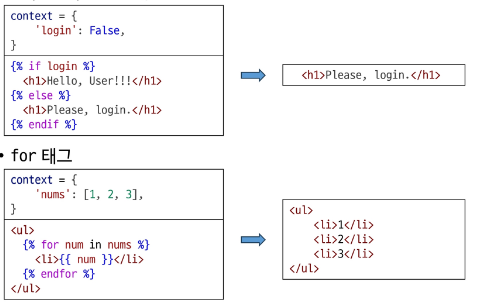 context = {
    'login': False,
}
{% if login %}
  <h1>Hello, User!!!</h1>
{% else %}
  <h1>Please, login.</h1>
{% endif %}
<h1>Please, login.</h1>
• for 태그
context = {
    'nums': [1, 2, 3],
}
<ul>
  {% for num in nums %}
    <li>{{ num }}</li>
  {% endfor %}
</ul>
<ul>
    <li>1</li>
    <li>2</li>
    <li>3</li>
</ul>